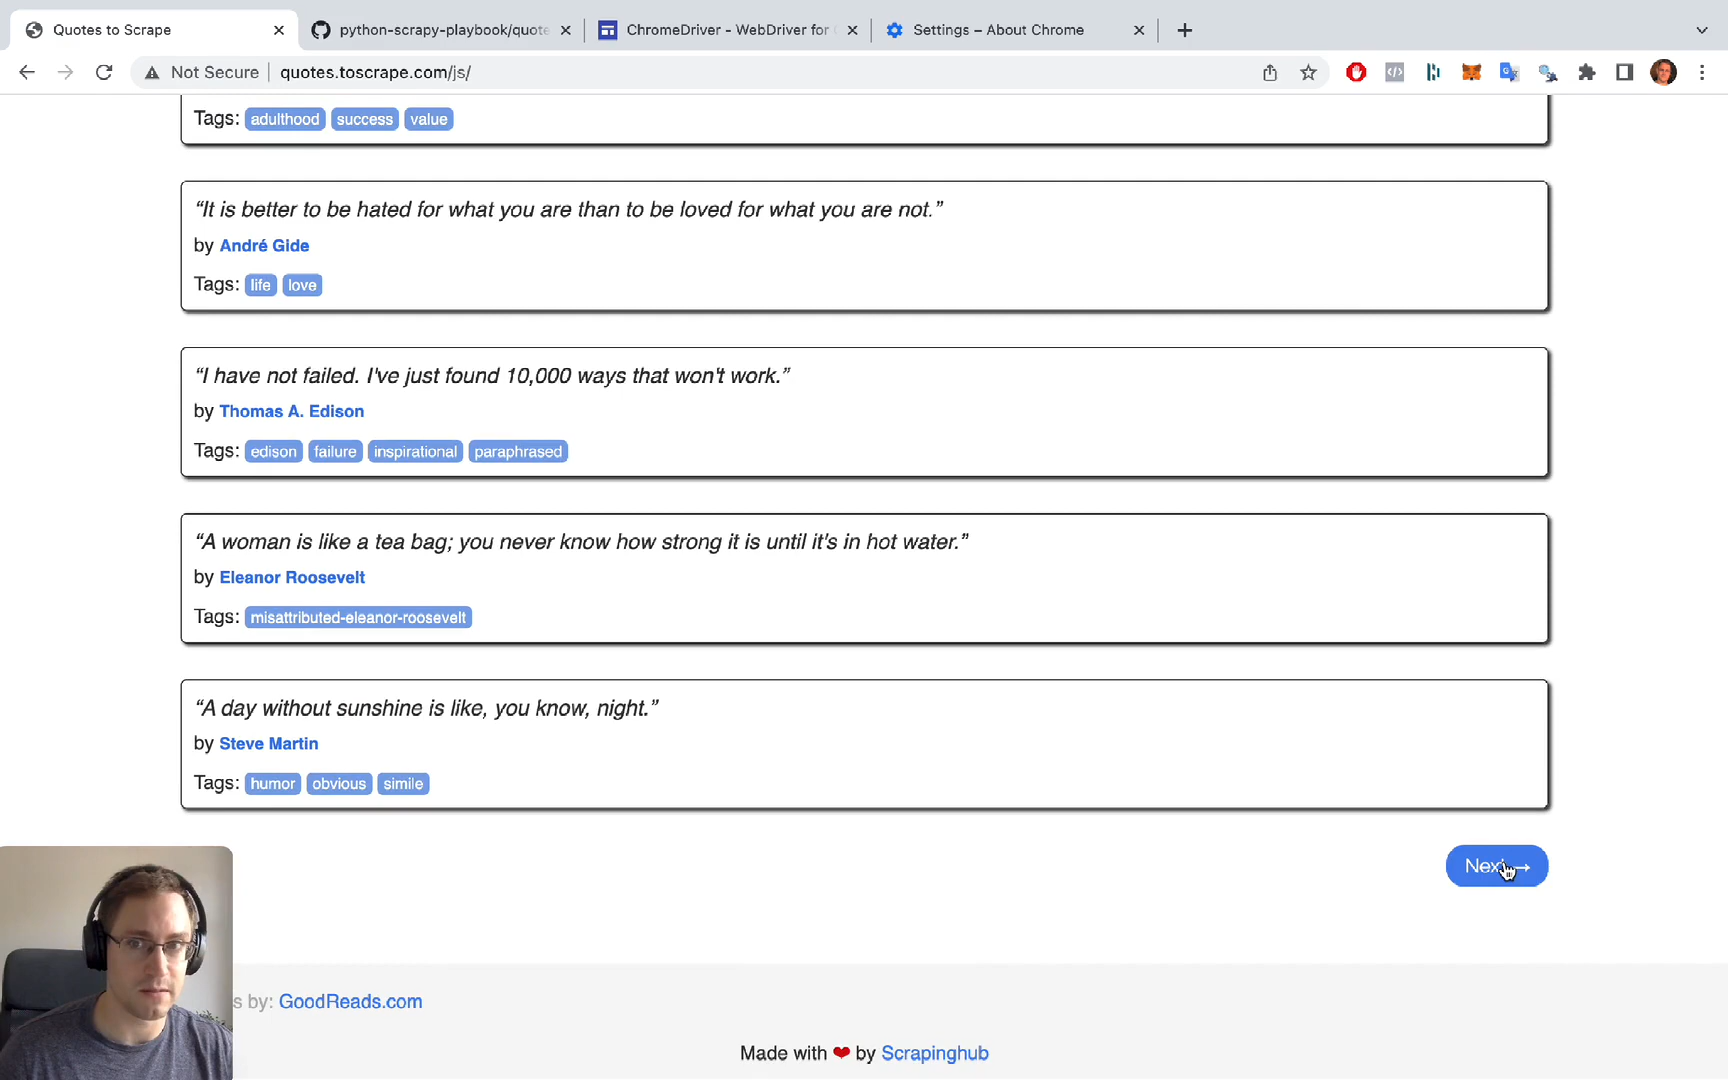 Quotes to Scrape
python-scrapy-playbook/quote
ChromeDriver - WebDriver for
Settings – About Chrome
Not Secure
quotes.toscrape.com/js/
Tags: adulthood success value
“It is better to be hated for what you are than to be loved for what you are not.”
by André Gide
Tags: life love
“I have not failed. I've just found 10,000 ways that won't work.”
by Thomas A. Edison
Tags: edison failure inspirational paraphrased
“A woman is like a tea bag; you never know how strong it is until it's in hot water.”
by Eleanor Roosevelt
Tags: misattributed-eleanor-roosevelt
“A day without sunshine is like, you know, night.”
by Steve Martin
Tags: humor obvious simile
Next →
s by: GoodReads.com
Made with ❤ by Scrapinghub